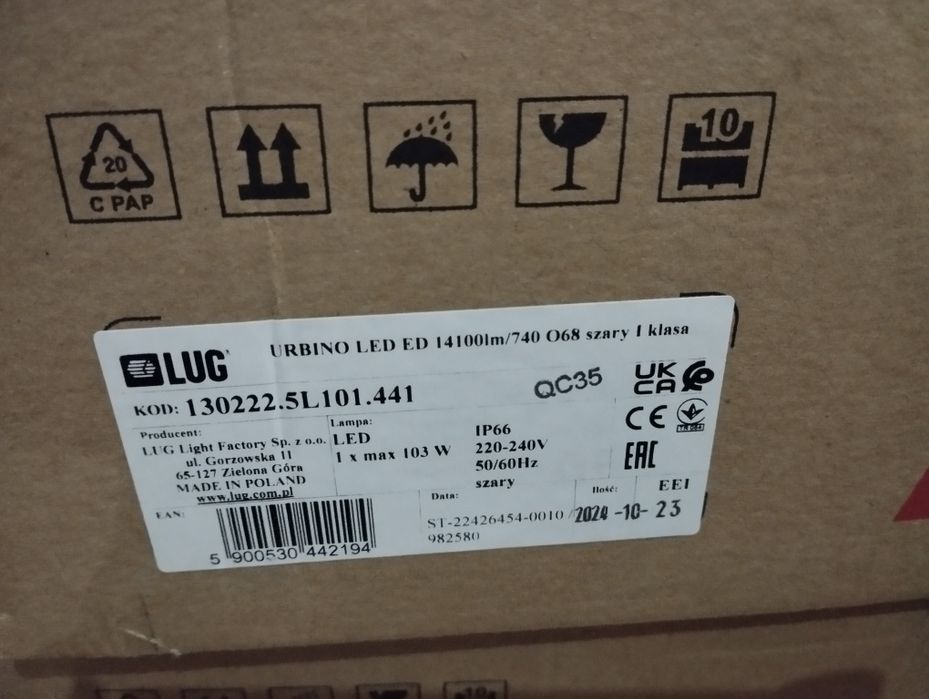 20
C PAP
10
LUG
URBINO LED ED 14100lm/740 O68 szary I klasa
KOD: 130222.5L101.441
QC35
UK
CA
Producent:
LUG Light Factory Sp. z o.o.
ul. Gorzowska 11
65-127 Zielona Góra
MADE IN POLAND
www.lug.com.pl
Lampa:
LED
1 x max 103 W
IP66
220-240V
50/60Hz
szary
CE
EAC
EAN:
5 900530 442194
Data:
ST-22426454-0010 /
982580
Ilość:
2024 -10- 23
EEI
10